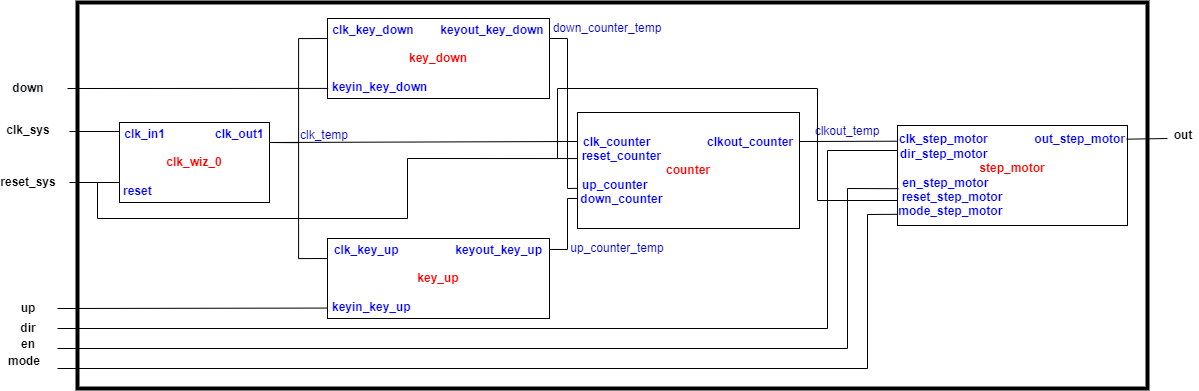 clk_key_down keyout_key_down down_counter_temp
key_down
down keyin_key_down
clk_sys clk_in1 clk_out1 clk_temp
clk_wiz_0
reset_sys reset
clk_counter clkout_counter clkout_temp
reset_counter
counter
up_counter
down_counter
clk_step_motor out_step_motor out
dir_step_motor
step_motor
en_step_motor
reset_step_motor
mode_step_motor
clk_key_up keyout_key_up up_counter_temp
key_up
up keyin_key_up
dir
en
mode